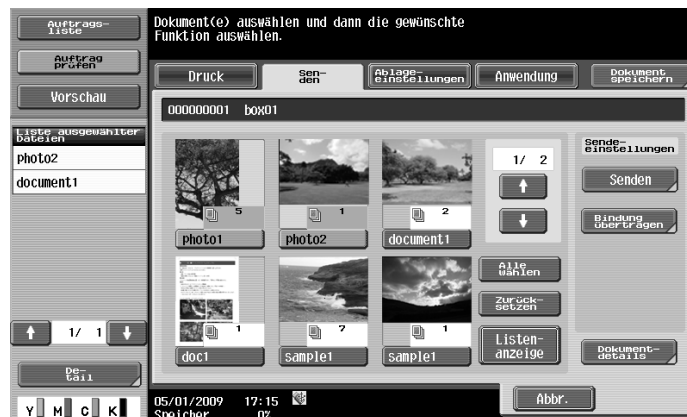 Auftrags-
liste
Auftrag
prüfen
Vorschau
Liste ausgewählter
Dateien
photo2
document1
1/ 1
De-
tail
Y M C K
Dokument(e) auswählen und dann die gewünschte
Funktion auswählen.
Druck
Sen-
den
Ablage-
einstellungen
Anwendung
Dokument
speichern
000000001 box01
5
1
2
photo1
photo2
document1
1
7
1
doc1
sample1
sample1
1/ 2
Alle
wählen
Zurück-
setzen
Listen-
anzeige
Sende-
einstellungen
Senden
Bindung
übertragen
Dokument-
details
05/01/2009 17:15
Speicher 0%
Abbr.